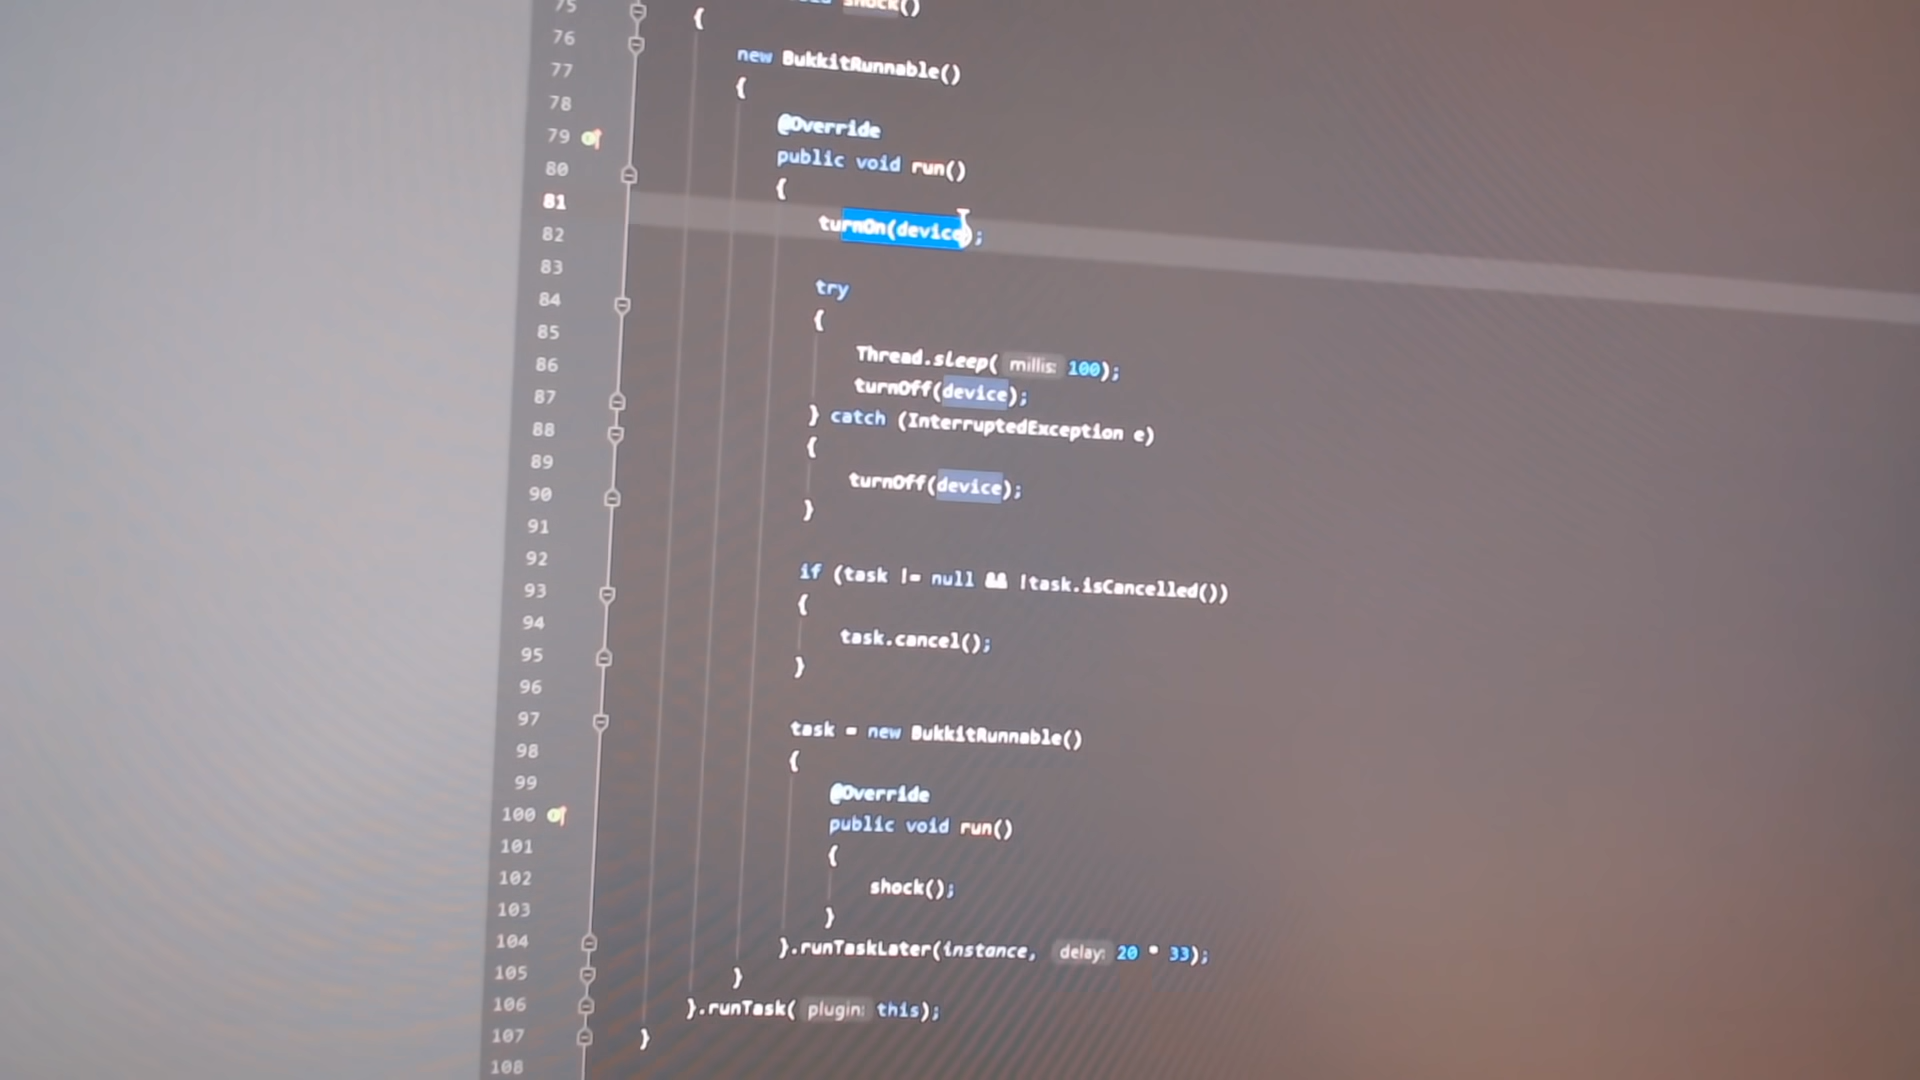 75 shock()
76 {
77 new BukkitRunnable()
78 {
79 @Override
80 public void run()
81 {
82 turnOn(device);
83
84 try
85 {
86 Thread.sleep( millis: 100);
87 turnOff(device);
88 } catch (InterruptedException e)
89 {
90 turnOff(device);
91 }
92
93 if (task != null && !task.isCancelled())
94 {
95 task.cancel();
96 }
97
98 task = new BukkitRunnable()
99 {
100 @Override
101 public void run()
102 {
103 shock();
104 }
105 }.runTaskLater(instance, delay: 20 * 33);
106 }
107 }.runTask( plugin: this);
108 }